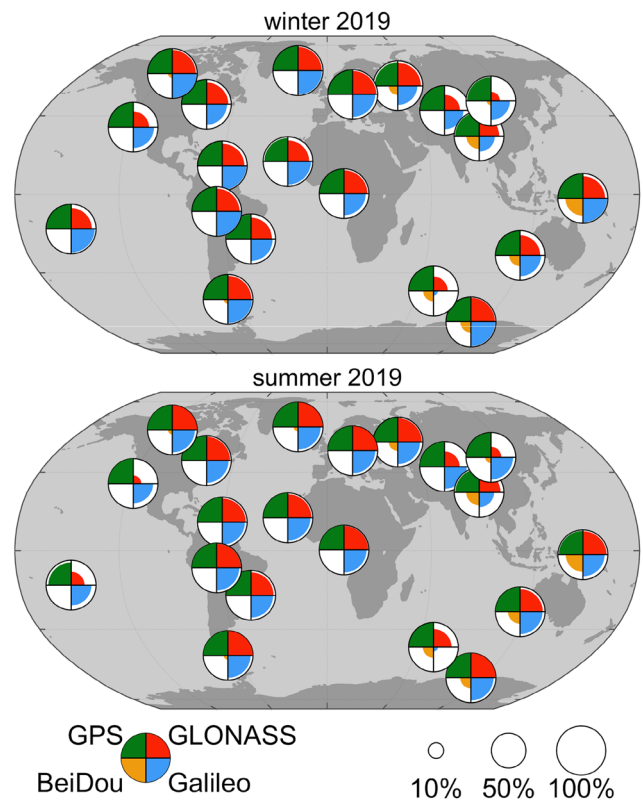 winter 2019
summer 2019
GPS GLONASS
BeiDou Galileo
10% 50% 100%